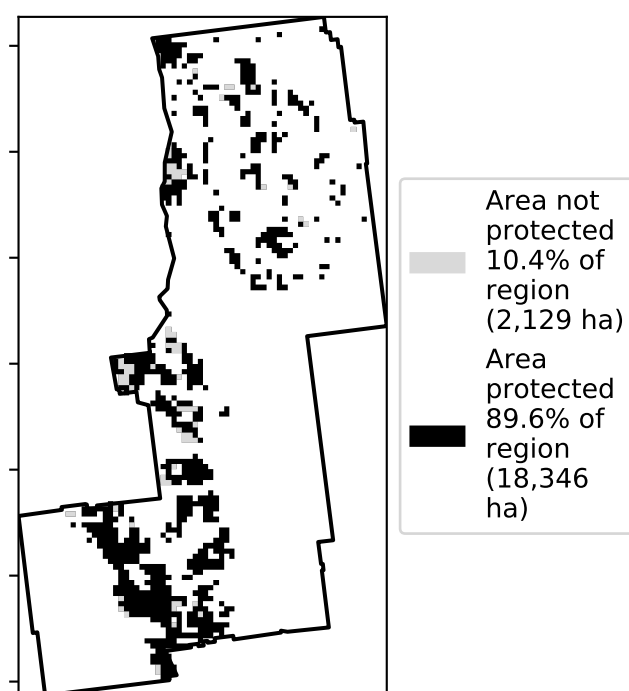 Area not
protected
10.4% of
region
(2,129 ha)
Area
protected
89.6% of
region
(18,346
ha)